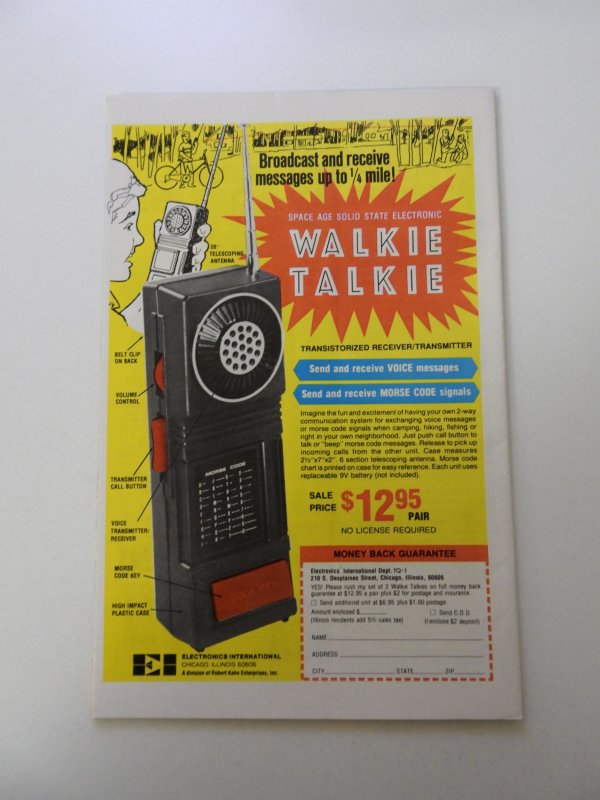 Broadcast and receive
messages up to 1/4 mile!
SPACE AGE SOLID STATE ELECTRONIC
WALKIE
TALKIE
28"
TELESCOPING
ANTENNA
BELT CLIP
ON BACK
VOLUME
CONTROL
TRANSMITTER
CALL BUTTON
VOICE
TRANSMITTER/
RECEIVER
MORSE
CODE KEY
HIGH IMPACT
PLASTIC CASE
MORSE CODE
TRANSISTORIZED RECEIVER/TRANSMITTER
Send and receive VOICE messages
Send and receive MORSE CODE signals
Imagine the fun and excitement of having your own 2-way
communication system for exchanging voice messages
or morse code signals when camping, hiking, fishing or
right in your own neighborhood. Just push call button to
talk or "beep" morse code messages. Release to pick up
incoming calls from the other unit. Case measures
2½"x7"x2". 6 section telescoping antenna. Morse code
chart is printed on case for easy reference. Each unit uses
replaceable 9V battery (not included).
SALE
PRICE $12.95
PAIR
NO LICENSE REQUIRED
MONEY BACK GUARANTEE
Electronics International Dept. TQ-1
210 S. Desplaines Street, Chicago, Illinois, 60606
YES! Please rush my set of 2 Walkie Talkies on full money back
guarantee at $12.95 a pair plus $2 for postage and insurance.
Send additional unit at $6.95 plus $1.00 postage.
Amount enclosed $ Send C.O.D.
(Illinois residents add 5% sales tax) (I enclose $2 deposit)
NAME
ADDRESS
CITY STATE ZIP
EI ELECTRONICS INTERNATIONAL
CHICAGO, ILLINOIS 60606
A division of Robert Kahn Enterprises, Inc.